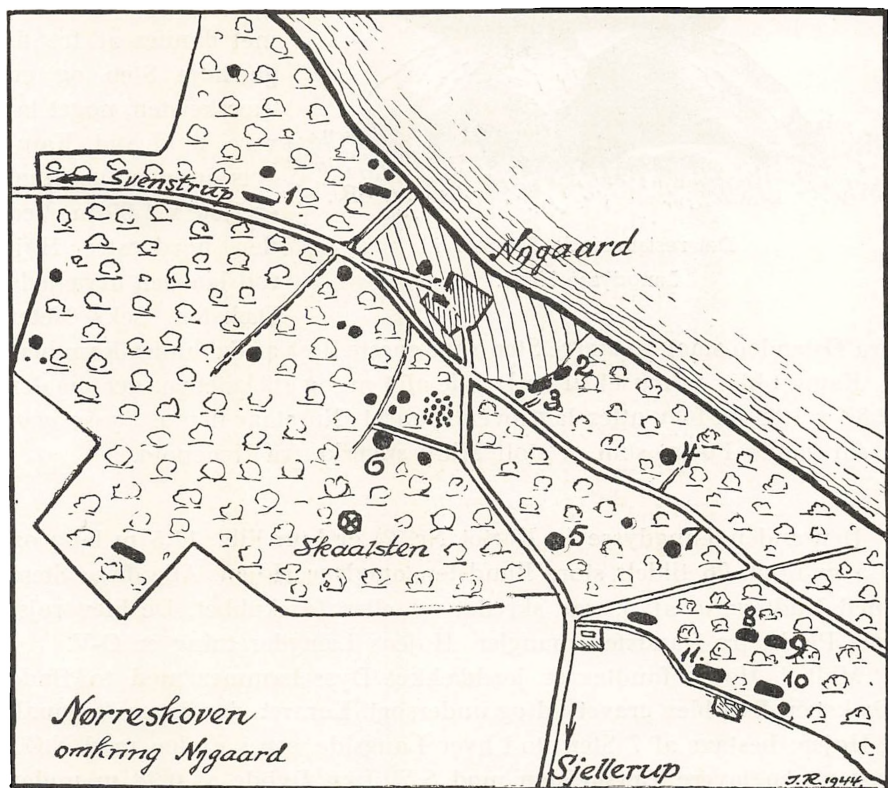 Svenstrup
1
Nygaard
2
3
4
6
5
7
Skaalsten
8
9
11.
10
Nørreskoven
omkring Nygaard
Sjellerup
J.R. 1944.